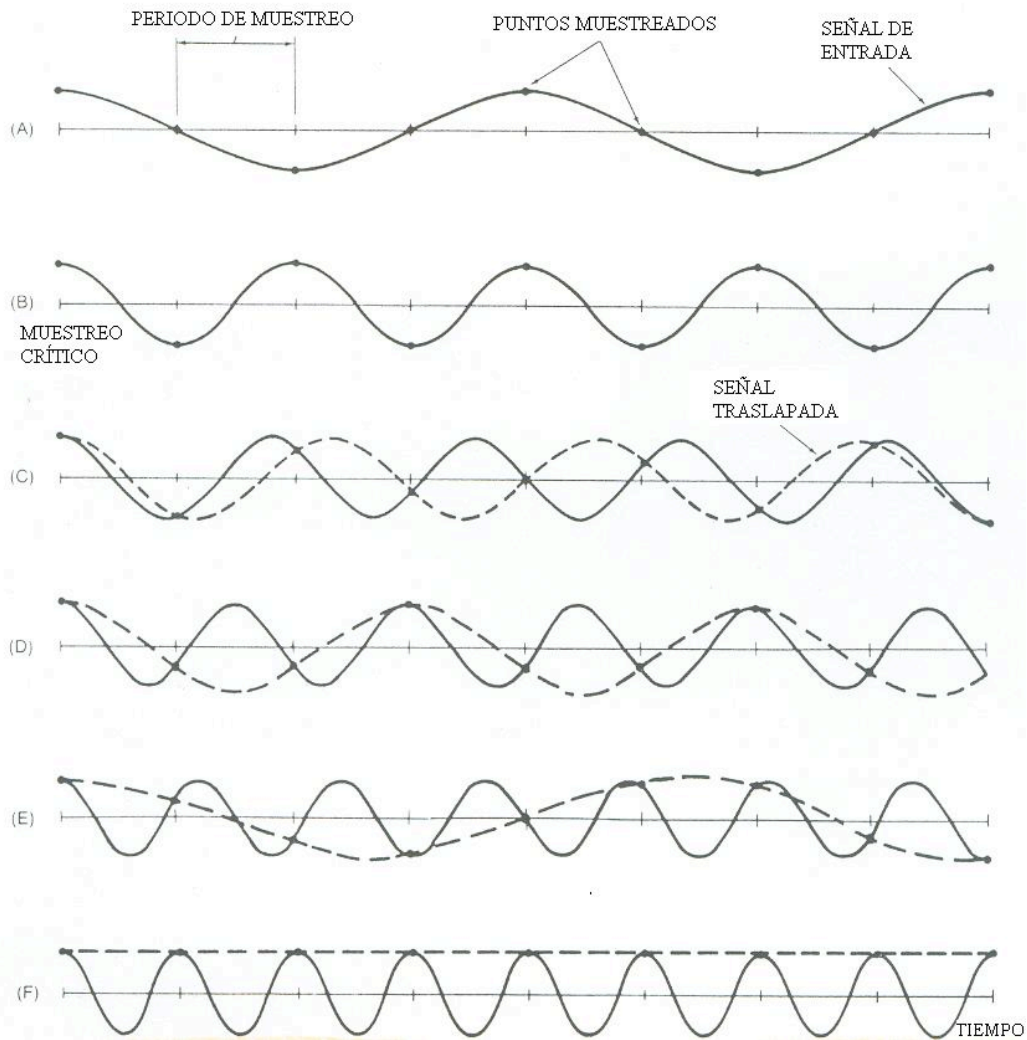 PERIODO DE MUESTREO
PUNTOS MUESTREADOS
SEÑAL DE
ENTRADA
(A)
(B)
MUESTREO
CRÍTICO
SEÑAL
TRASLAPADA
(C)
(D)
(E)
(F)
TIEMPO